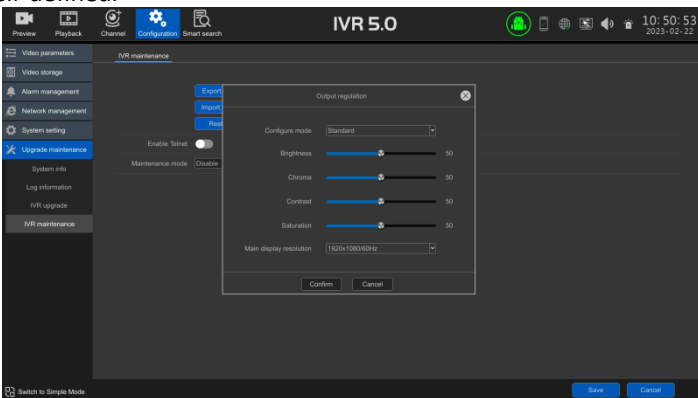 Preview
Playback
Channel
Configuration
Smart search
IVR 5.0
10:50:53
2023-02-22
Video parameters
Video storage
Alarm management
Network management
System setting
Upgrade maintenance
System info
Log information
IVR upgrade
IVR maintenance
Switch to Simple Mode
IVR maintenance
Export
Import
Rest
Enable Telnet
Maintenance mode Disable
Output regulation
Configure mode Standard
Brightness 50
Chroma 50
Contrast 50
Saturation 50
Main display resolution 1920x1080/60Hz
Confirm Cancel
Save Cancel